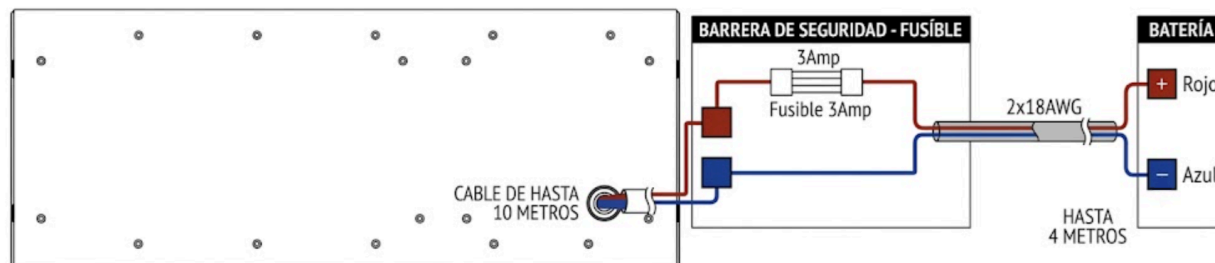 BARRERA DE SEGURIDAD - FUSÍBLE
3Amp
Fusible 3Amp
CABLE DE HASTA
10 METROS
2x18AWG
HASTA
4 METROS
BATERÍA
+ Rojo
− Azul